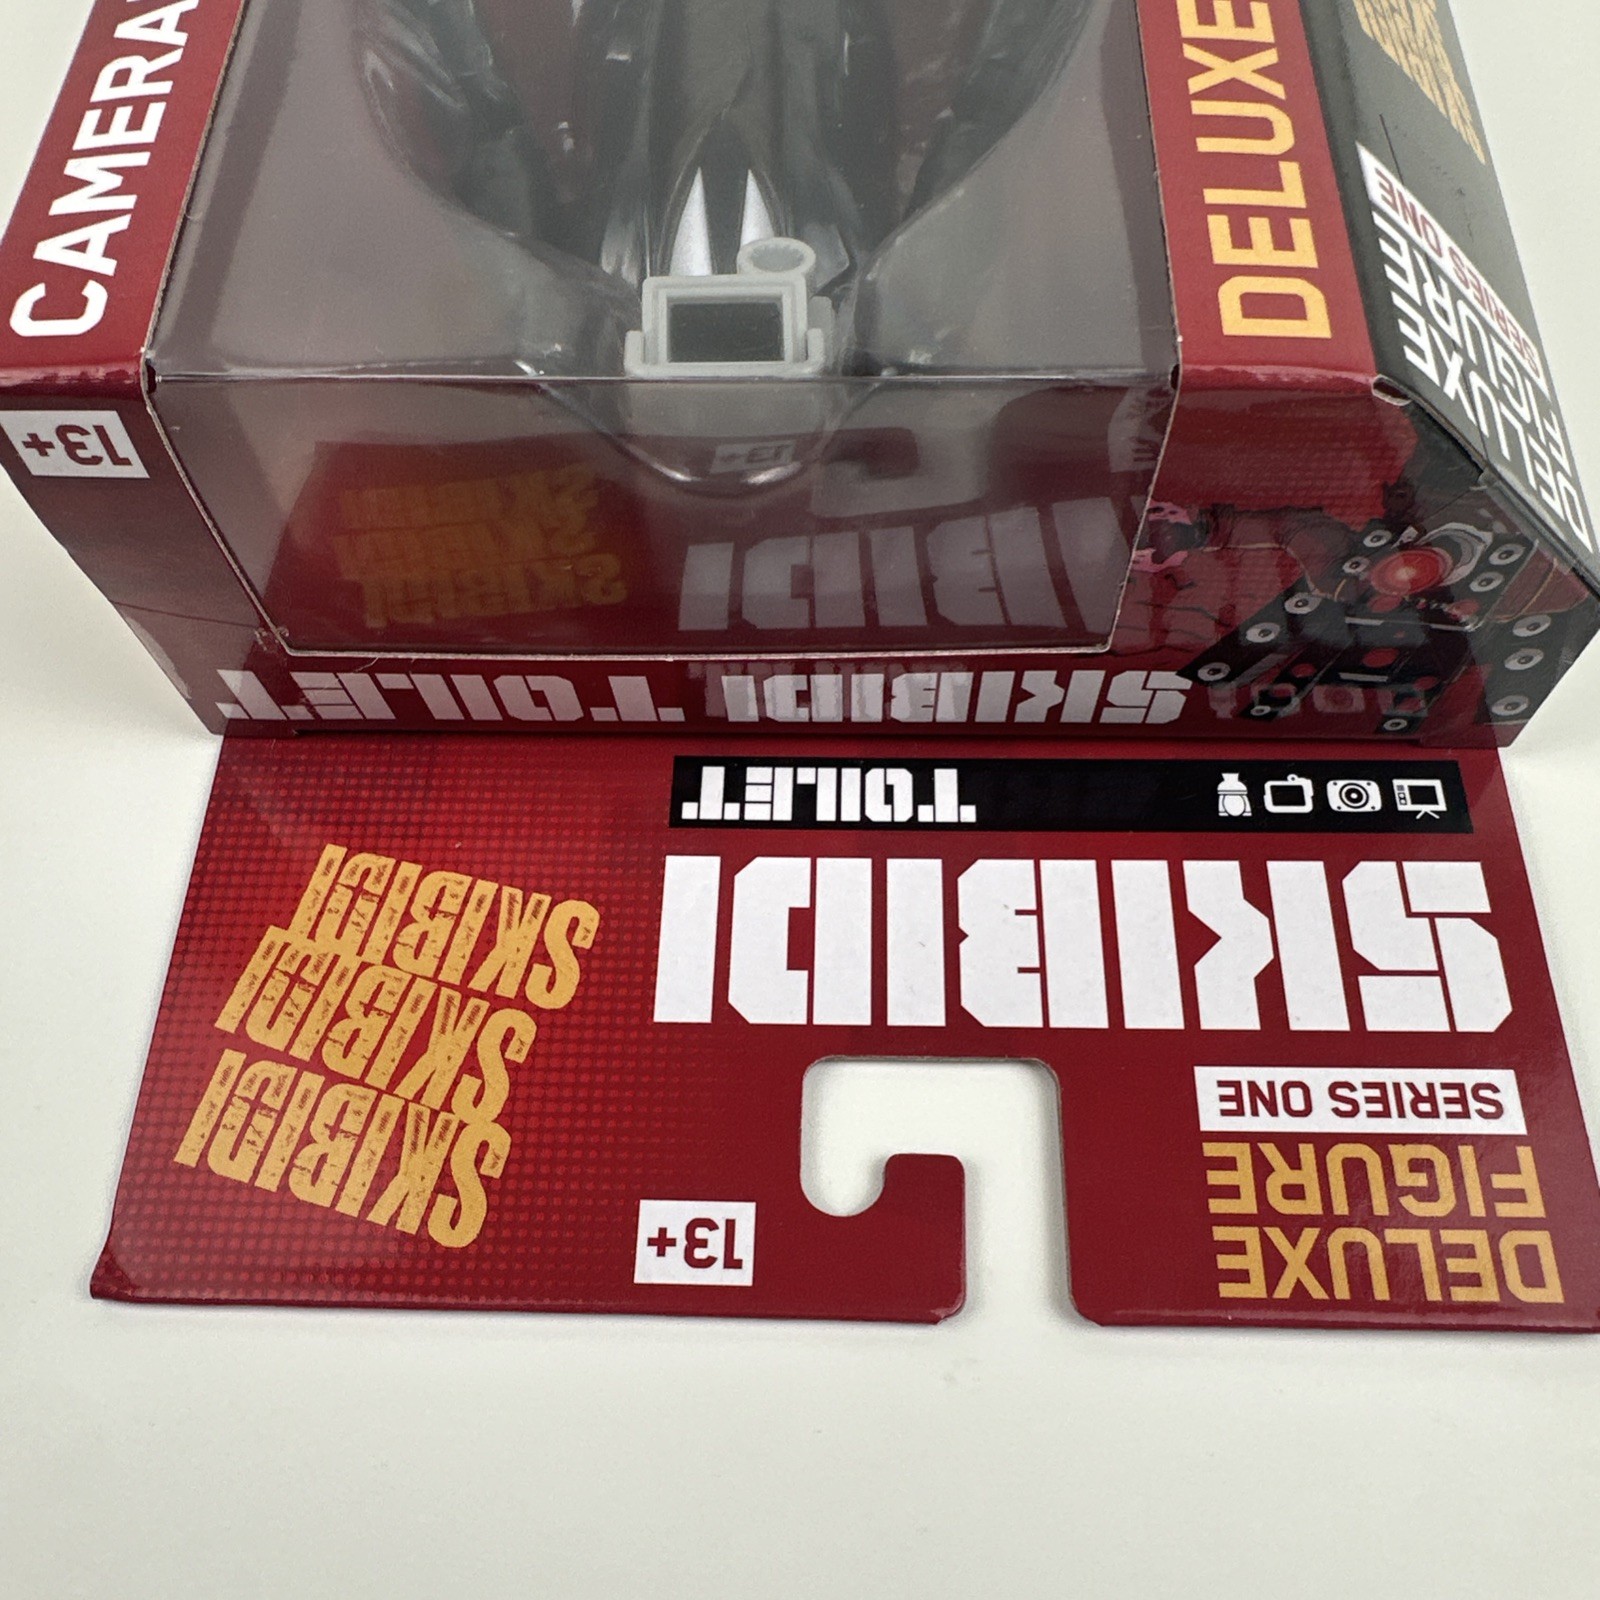 CAMERA
DELUXE
DELUXE
FIGURE
SERIES ONE
13+
SKIBIDI TOILET
13+
DELUXE
FIGURE
SERIES ONE
SKIBIDI
TOILET
SKIBIDI
SKIBIDI
SKIBIDI